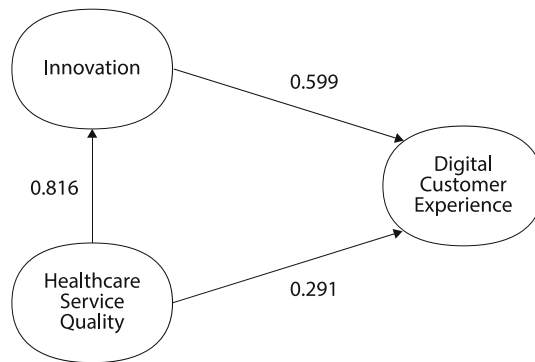 Innovation
0.599
Digital
Customer
Experience
0.816
Healthcare
Service
Quality
0.291